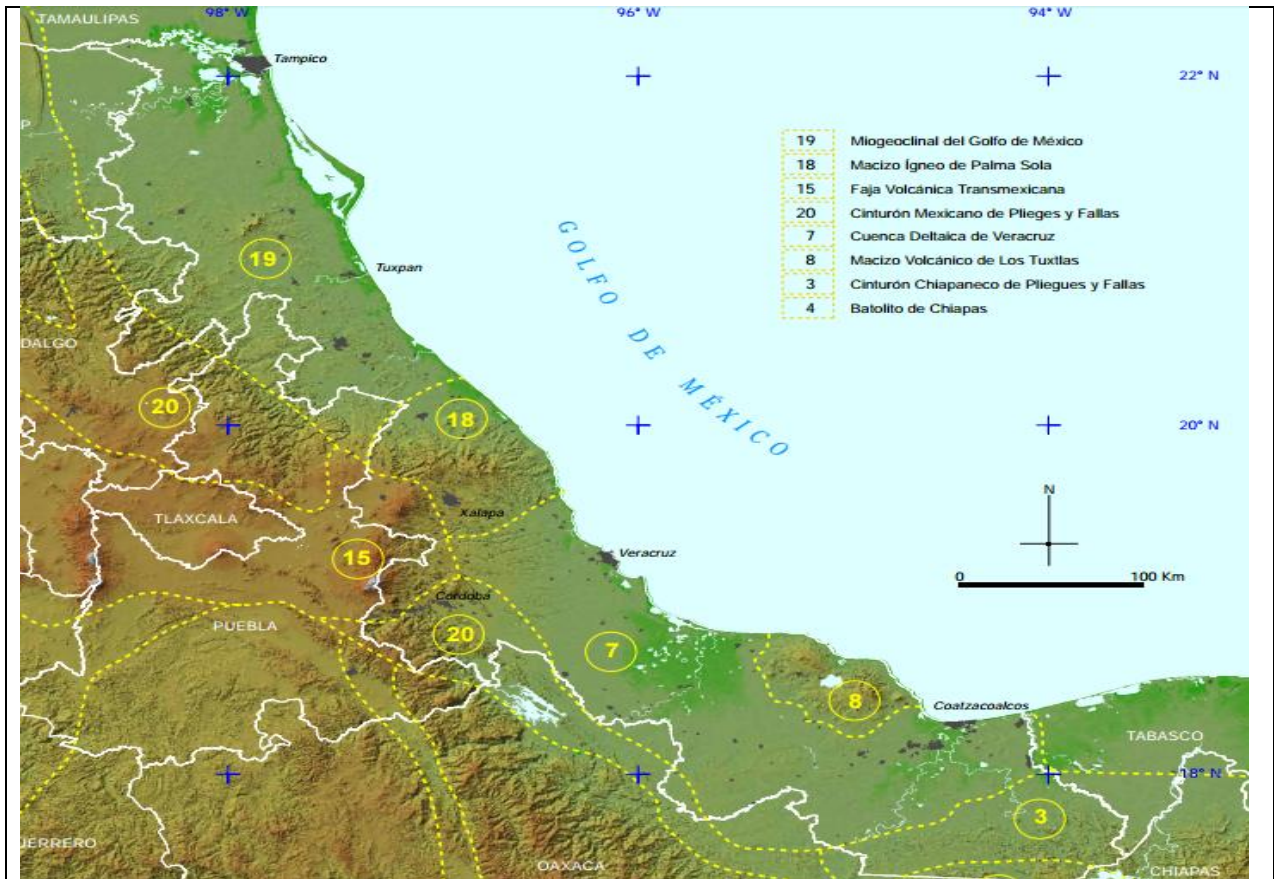 TAMAULIPAS
98° W
96° W
94° W
Tampico
22° N
P
19 Miogeoclinal del Golfo de México
18 Macizo Ígneo de Palma Sola
15 Faja Volcánica Transmexicana
20 Cinturón Mexicano de Plieges y Fallas
7 Cuenca Deltaica de Veracruz
8 Macizo Volcánico de Los Tuxtlas
3 Cinturón Chiapaneco de Pliegues y Fallas
4 Batolito de Chiapas
19
Tuxpan
GOLFO DE MÉXICO
DALGO
20
18
20° N
N
Xalapa
TLAXCALA
15
Veracruz
0 100 Km
Cordoba
PUEBLA
20
7
8
Coatzacoalcos
TABASCO
18° N
3
UERRERO
OAXACA
CHIAPAS